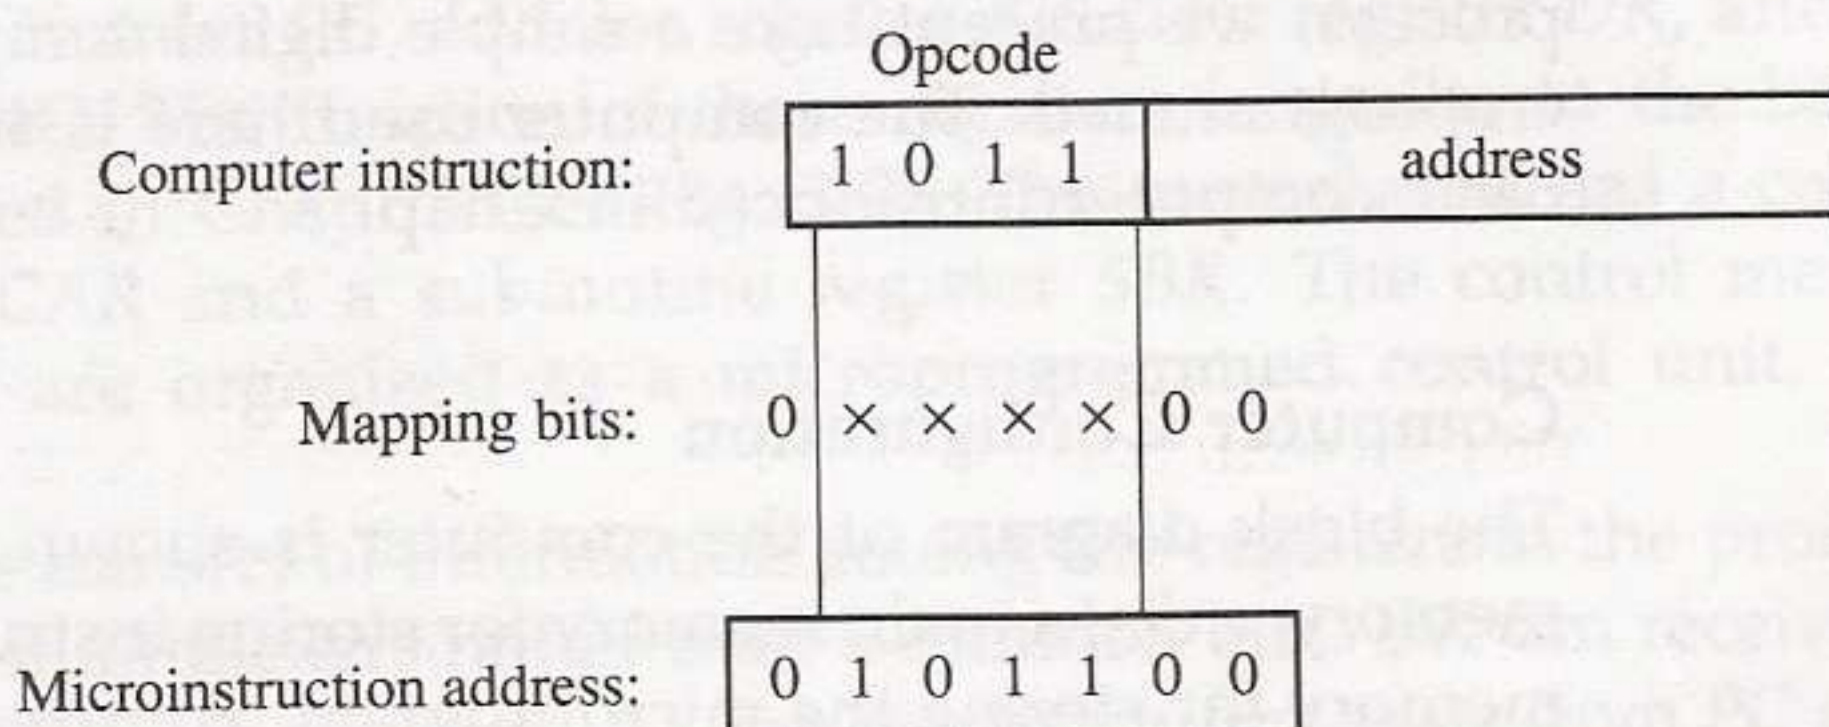 Opcode
Computer instruction: 1 0 1 1 address
Mapping bits: 0 × × × × 0 0
Microinstruction address: 0 1 0 1 1 0 0